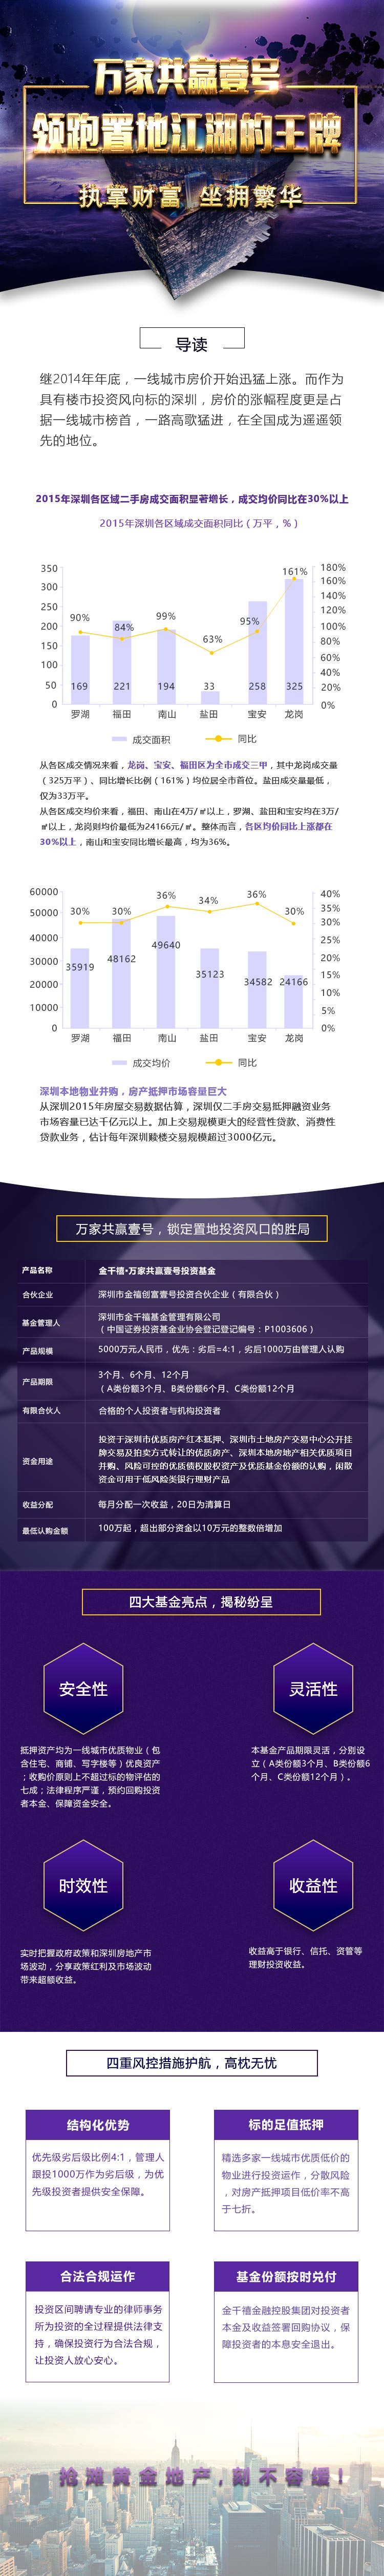 万家共赢壹号
领跑置地江湖的王牌
执掌财富 坐拥繁华
导读
继2014年年底，一线城市房价开始迅猛上涨。而作为
具有楼市投资风向标的深圳，房价的涨幅程度更是占
据一线城市榜首，一路高歌猛进，在全国成为遥遥领
先的地位。
2015年深圳各区域二手房成交面积显著增长，成交均价同比在30%以上
2015年深圳各区域成交面积同比（万平，%）
350 300 250 200 150 100 50 0
180% 160% 140% 120% 100% 80% 60% 40% 20% 0%
90% 84% 99% 63% 95% 161%
169 221 194 33 258 325
罗湖 福田 南山 盐田 宝安 龙岗
成交面积 同比
从各区成交情况来看，龙岗、宝安、福田区为全市成交三甲，其中龙岗成交量
（325万平）、同比增长比例（161%）均位居全市首位。盐田成交量最低，
仅为33万平。
从各区成交均价来看，福田、南山在4万/㎡以上，罗湖、盐田和宝安均在3万/
㎡以上，龙岗则均价最低为24166元/㎡。整体而言，各区均价同比上涨都在
30%以上，南山和宝安同比增长最高，均为36%。
60000 50000 40000 30000 20000 10000 0
40% 35% 30% 25% 20% 15% 10% 5% 0%
30% 30% 36% 34% 36% 30%
35919 48162 49640 35123 34582 24166
罗湖 福田 南山 盐田 宝安 龙岗
成交均价 同比
深圳本地物业并购，房产抵押市场容量巨大
从深圳2015年房屋交易数据估算，深圳仅二手房交易抵押融资业务
市场容量已达千亿元以上。加上交易规模更大的经营性贷款、消费性
贷款业务，估计每年深圳赎楼交易规模超过3000亿元。
万家共赢壹号，锁定置地投资风口的胜局
产品名称 金千禧•万家共赢壹号投资基金
合伙企业 深圳市金福创富壹号投资合伙企业（有限合伙）
基金管理人 深圳市金千禧基金管理有限公司
（中国证券投资基金业协会登记登记编号：P1003606）
产品规模 5000万元人民币，优先：劣后=4:1，劣后1000万由管理人认购
产品期限 3个月、6个月、12个月
（A类份额3个月、B类份额6个月、C类份额12个月
有限合伙人 合格的个人投资者与机构投资者
资金用途 投资于深圳市优质房产红本抵押、深圳市土地房产交易中心公开挂
牌交易及拍卖方式转让的优质房产、深圳本地房地产相关优质项目
并购、风险可控的优质债权股权资产及优质基金份额的认购，闲散
资金可用于低风险类银行理财产品
收益分配 每月分配一次收益，20日为清算日
最低认购金额 100万起，超出部分资金以10万元的整数倍增加
四大基金亮点，揭秘纷呈
安全性
抵押资产均为一线城市优质物业（包
含住宅、商铺、写字楼等）优良资产
；收购价原则上不超过标的物评估的
七成；法律程序严谨，预约回购投资
者本金、保障资金安全。
灵活性
本基金产品期限灵活，分别设
立（A类份额3个月、B类份额6
个月、C类份额12个月）。
时效性
实时把握政府政策和深圳房地产市
场波动，分享政策红利及市场波动
带来超额收益。
收益性
收益高于银行、信托、资管等
理财投资收益。
四重风控措施护航，高枕无忧
结构化优势
优先级劣后级比例4:1，管理人
跟投1000万作为劣后级，为优
先级投资者提供安全保障。
标的足值抵押
精选多家一线城市优质低价的
物业进行投资运作，分散风险
，对房产抵押项目低价率不高
于七折。
合法合规运作
投资区间聘请专业的律师事务
所为投资的全过程提供法律支
持，确保投资行为合法合规，
让投资人放心安心。
基金份额按时兑付
金千禧金融控股集团对投资者
本金及收益签署回购协议，保
障投资者的本息安全退出。
抢滩黄金地产，刻不容缓！